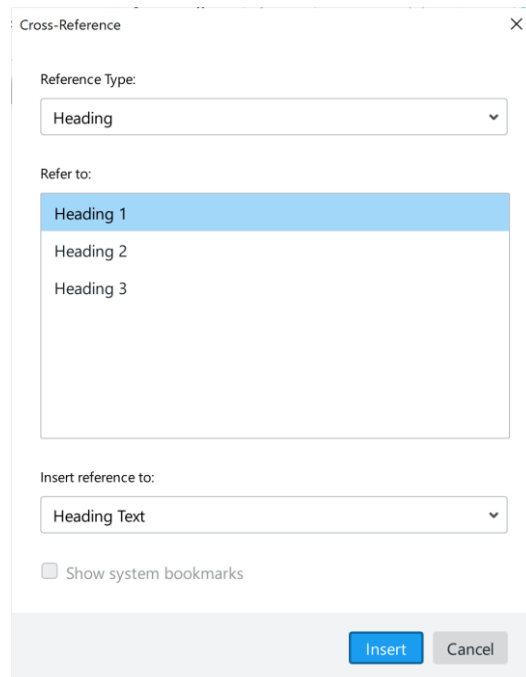 Cross-Reference
Reference Type:
Heading
Refer to:
Heading 1
Heading 2
Heading 3
Insert reference to:
Heading Text
Show system bookmarks
Insert Cancel